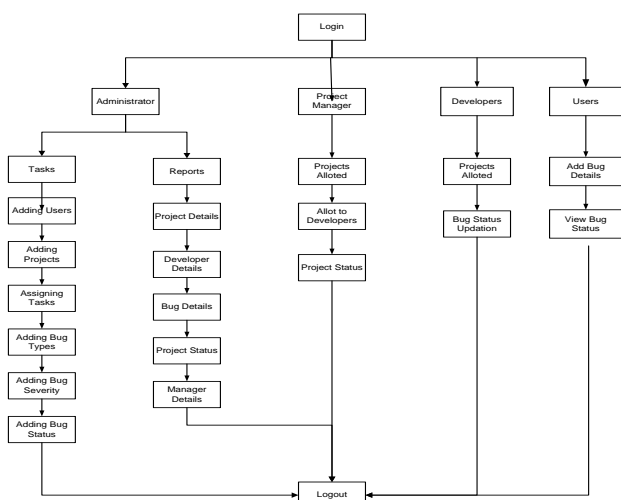 Login
Administrator
Project
Manager
Developers
Users
Tasks
Reports
Projects
Alloted
Projects
Alloted
Add Bug
Details
Adding Users
Project Details
Allot to
Developers
Bug Status
Updation
View Bug
Status
Adding
Projects
Developer
Details
Project Status
Assigning
Tasks
Bug Details
Adding Bug
Types
Project Status
Adding Bug
Severity
Manager
Details
Adding Bug
Status
Logout